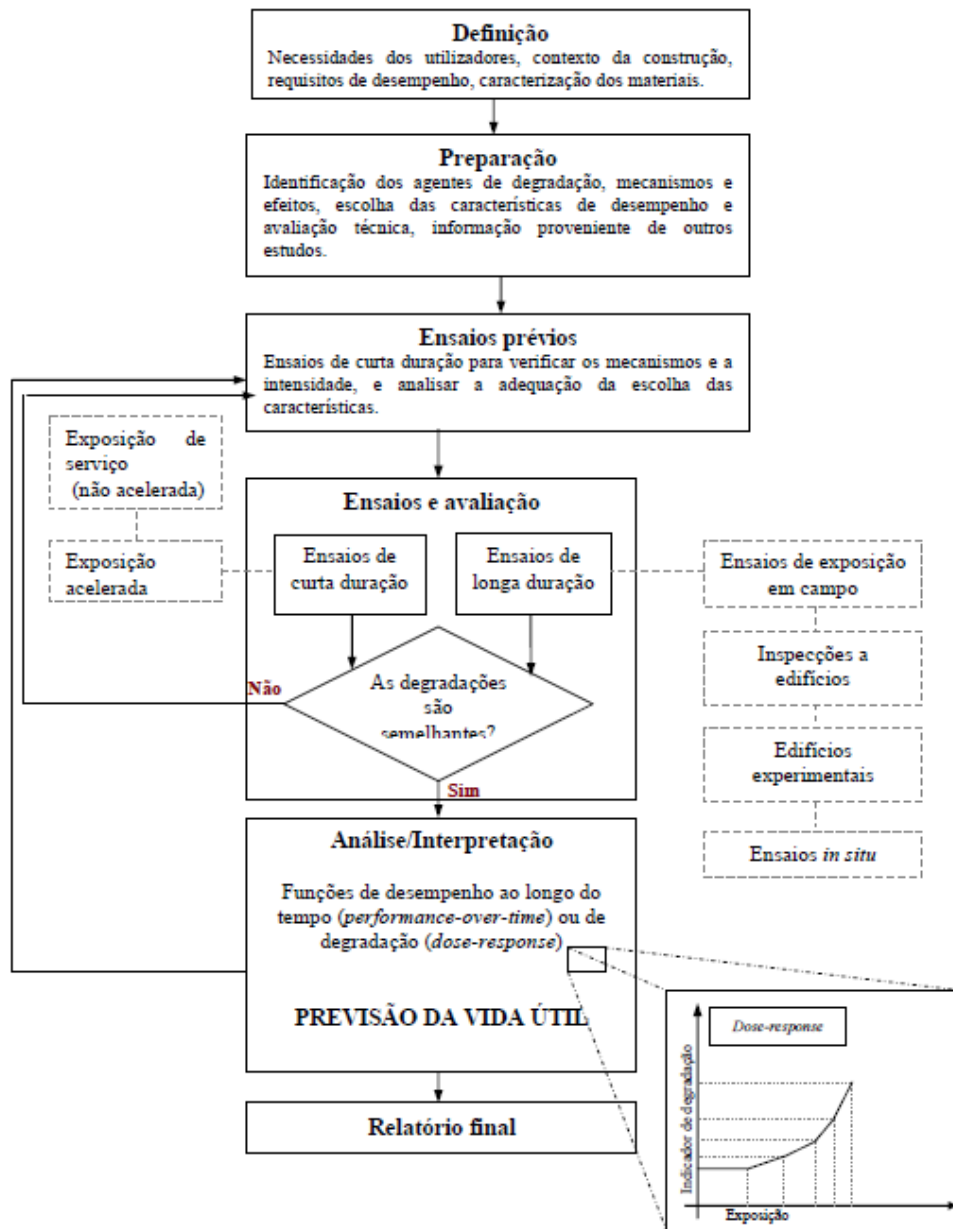 Definição
Necessidades dos utilizadores, contexto da construção,
requisitos de desempenho, caracterização dos materiais.
Preparação
Identificação dos agentes de degradação, mecanismos e
efeitos, escolha das características de desempenho e
avaliação técnica, informação proveniente de outros
estudos.
Ensaios prévios
Ensaios de curta duração para verificar os mecanismos e a
intensidade, e analisar a adequação da escolha das
características.
Exposição de
serviço
(não acelerada)
Exposição
acelerada
Ensaios e avaliação
Ensaios de
curta duração
Ensaios de
longa duração
Ensaios de exposição
em campo
Inspecções a
edifícios
Edifícios
experimentais
Ensaios in situ
As degradações
são
semelhantes?
Não
Sim
Análise/Interpretação
Funções de desempenho ao longo do
tempo (performance-over-time) ou de
degradação (dose-response)
PREVISÃO DA VIDA ÚTIL
Relatório final
Dose-response
Indicador de degradação
Exposição